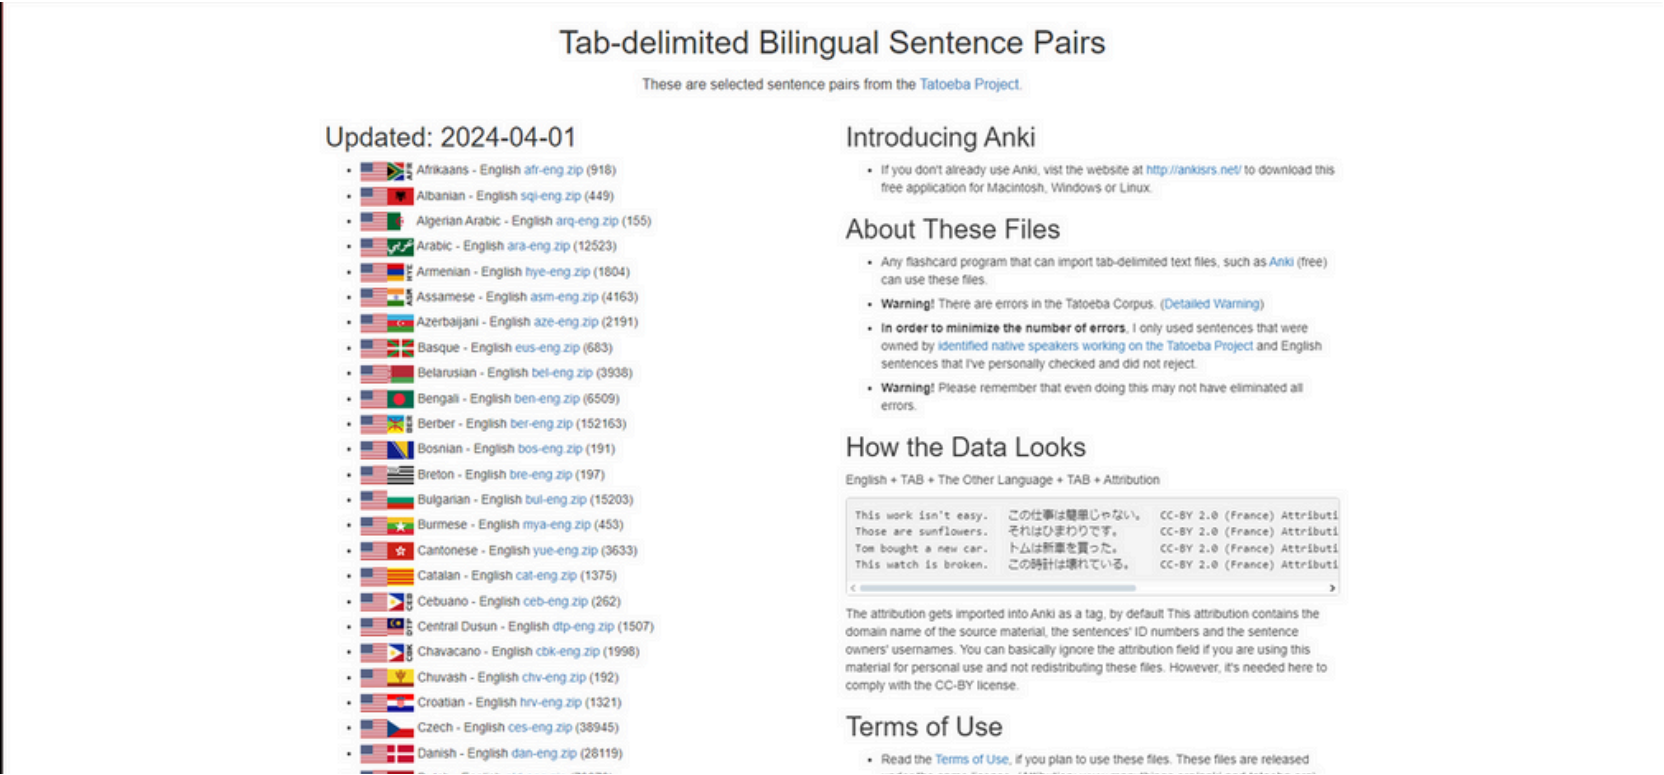 Tab-delimited Bilingual Sentence Pairs
These are selected sentence pairs from the Tatoeba Project.
Updated: 2024-04-01
Afrikaans - English afr-eng.zip (918)
Albanian - English sqi-eng.zip (449)
Algerian Arabic - English arq-eng.zip (155)
Arabic - English ara-eng.zip (12523)
Armenian - English hye-eng.zip (1804)
Assamese - English asm-eng.zip (4163)
Azerbaijani - English aze-eng.zip (2191)
Basque - English eus-eng.zip (683)
Belarusian - English bel-eng.zip (3938)
Bengali - English ben-eng.zip (6509)
Berber - English ber-eng.zip (152163)
Bosnian - English bos-eng.zip (191)
Breton - English bre-eng.zip (197)
Bulgarian - English bul-eng.zip (15203)
Burmese - English mya-eng.zip (453)
Cantonese - English yue-eng.zip (3633)
Catalan - English cat-eng.zip (1375)
Cebuano - English ceb-eng.zip (262)
Central Dusun - English dtp-eng.zip (1507)
Chavacano - English cbk-eng.zip (1998)
Chuvash - English chv-eng.zip (192)
Croatian - English hrv-eng.zip (1321)
Czech - English ces-eng.zip (38945)
Danish - English dan-eng.zip (28119)
Introducing Anki
If you don't already use Anki, vist the website at http://ankisrs.net/ to download this
free application for Macintosh, Windows or Linux.
About These Files
Any flashcard program that can import tab-delimited text files, such as Anki (free)
can use these files.
Warning! There are errors in the Tatoeba Corpus. (Detailed Warning)
In order to minimize the number of errors, I only used sentences that were
owned by identified native speakers working on the Tatoeba Project and English
sentences that I've personally checked and did not reject.
Warning! Please remember that even doing this may not have eliminated all
errors.
How the Data Looks
English + TAB + The Other Language + TAB + Attribution
This work isn't easy. この仕事は簡単じゃない。 CC-BY 2.0 (France) Attributi
Those are sunflowers. それはひまわりです。 CC-BY 2.0 (France) Attributi
Tom bought a new car. トムは新車を買った。 CC-BY 2.0 (France) Attributi
This watch is broken. この時計は壊れている。 CC-BY 2.0 (France) Attributi
The attribution gets imported into Anki as a tag, by default This attribution contains the
domain name of the source material, the sentences' ID numbers and the sentence
owners' usernames. You can basically ignore the attribution field if you are using this
material for personal use and not redistributing these files. However, it's needed here to
comply with the CC-BY license.
Terms of Use
Read the Terms of Use, if you plan to use these files. These files are released